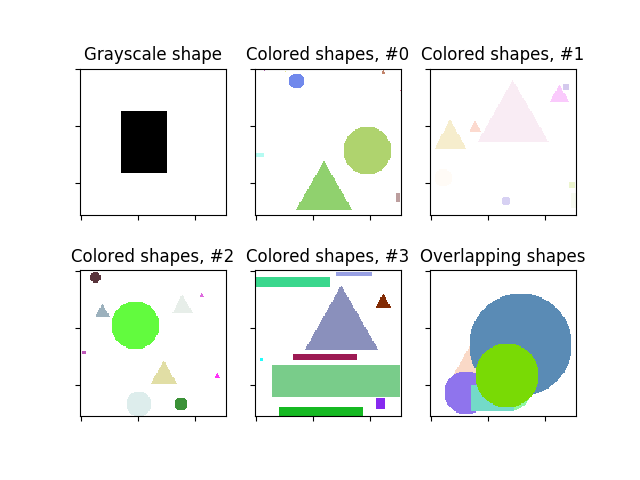 Grayscale shape
Colored shapes, #0
Colored shapes, #1
Colored shapes, #2
Colored shapes, #3
Overlapping shapes